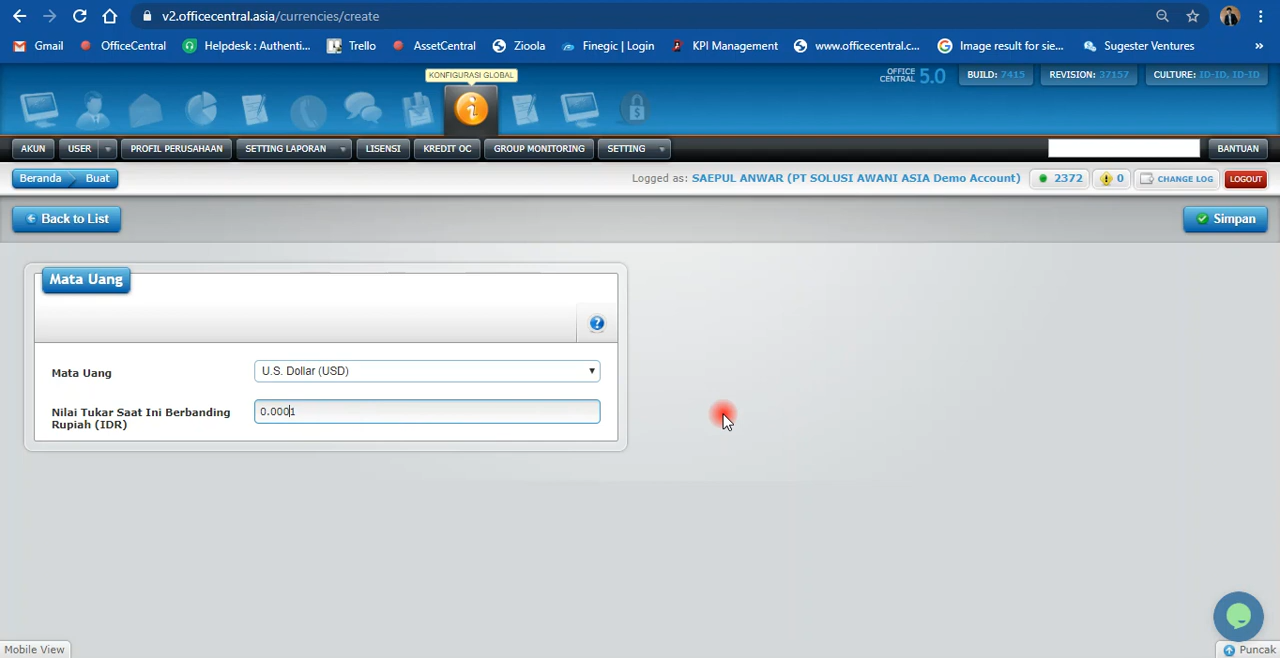 v2.officecentral.asia/currencies/create
Gmail OfficeCentral Helpdesk : Authenti... Trello AssetCentral Zioola Finegic | Login KPI Management www.officecentral.c... Image result for sie... Sugester Ventures »
KONFIGURASI GLOBAL
OFFICE CENTRAL 5.0 BUILD: 7415 REVISION: 37157 CULTURE: ID-ID, ID-ID
AKUN USER PROFIL PERUSAHAAN SETTING LAPORAN LISENSI KREDIT OC GROUP MONITORING SETTING BANTUAN
Beranda Buat Logged as: SAEPUL ANWAR (PT SOLUSI AWANI ASIA Demo Account) 2372 0 CHANGE LOG LOGOUT
Back to List Simpan
Mata Uang
Mata Uang U.S. Dollar (USD)
Nilai Tukar Saat Ini Berbanding 0.0001
Rupiah (IDR)
Mobile View Puncak